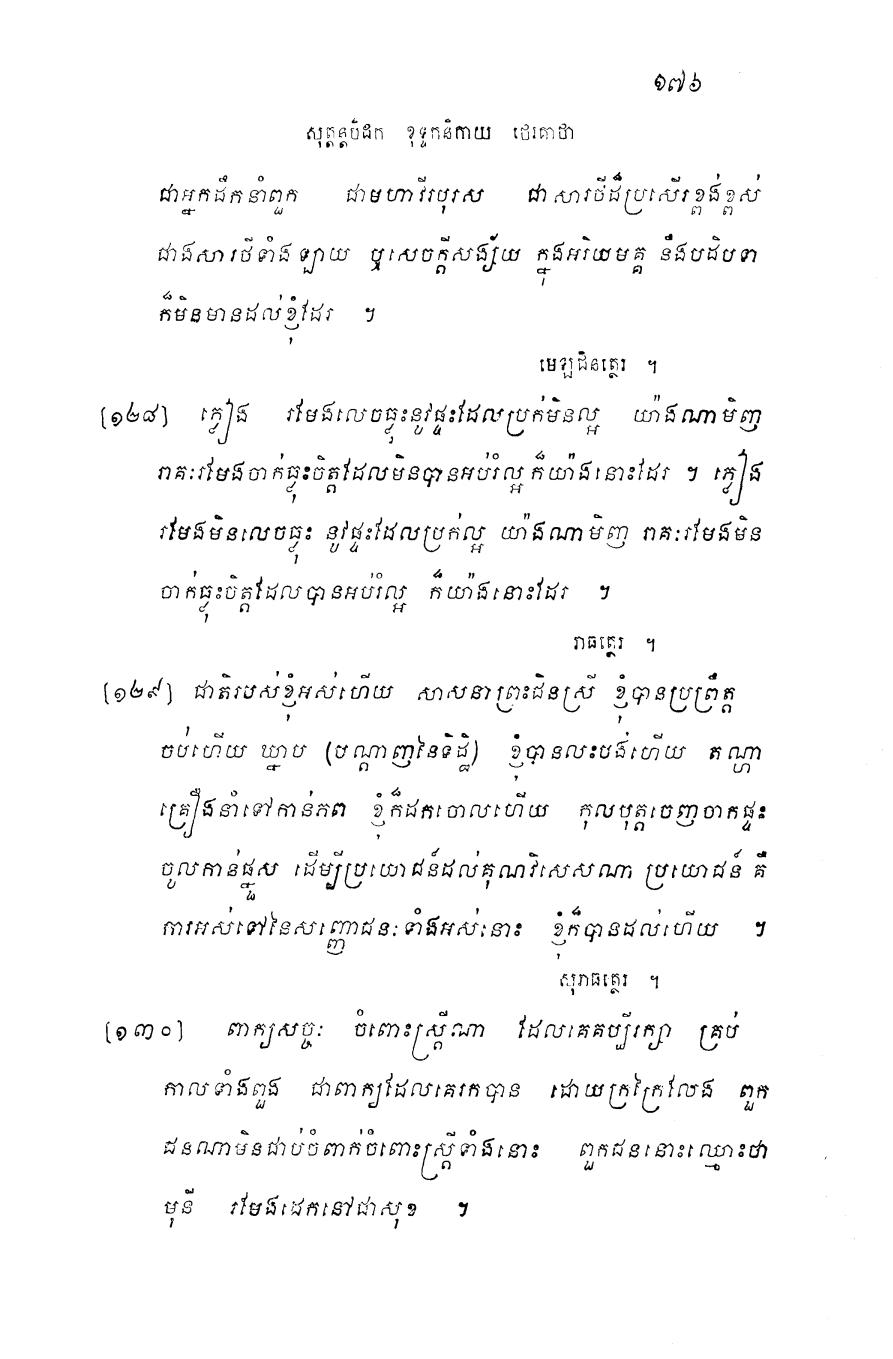 ១៧៦
សុត្តន្តបិដក ខុទ្ទកនិកាយ ថេរគាថា
ជាអ្នកដឹកនាំពួក ជាមហាវីរបុរស ជាសារថីដ៏ប្រសើរខ្ពង់ខ្ពស់
ជាងសារថីទាំងឡាយ ឬសេចក្តីសង្ស័យ ក្នុងអរិយមគ្គ នឹងបដិបទា
ក៏មិនមានដល់ខ្ញុំដែរ ។
មេឡជិនត្ថេរ ។
[១២៨] ភ្លៀង រមែងលេចធ្លុះនូវផ្ទះដែលប្រក់មិនល្អ យ៉ាងណាមិញ
រាគៈរមែងចាក់ធ្លុះចិត្តដែលមិនបានអប់រំល្អ ក៏យ៉ាងនោះដែរ ។ ភ្លៀង
រមែងមិនលេចធ្លុះ នូវផ្ទះដែលប្រក់ល្អ យ៉ាងណាមិញ រាគៈរមែងមិន
ចាក់ធ្លុះចិត្តដែលបានអប់រំល្អ ក៏យ៉ាងនោះដែរ ។
រាធត្ថេរ ។
[១២៩] ជាតិរបស់ខ្ញុំអស់ហើយ សាសនាព្រះជិនស្រី ខ្ញុំបានប្រព្រឹត្ត
ចប់ហើយ ឃ្នាប (បណ្តាញនៃទិដ្ឋិ) ខ្ញុំបានលះបង់ហើយ តណ្ហា
គ្រឿងនាំទៅកាន់ភព ខ្ញុំក៏ដកចោលហើយ កុលបុត្តចេញចាកផ្ទះ
ចូលកាន់ផ្នួស ដើម្បីប្រយោជន៍ដល់គុណវិសេសណា ប្រយោជន៍ គឺ
ការអស់ទៅនៃសញ្ញោជនៈទាំងអស់នោះ ខ្ញុំក៏បានដល់ហើយ ។
សុរាធត្ថេរ ។
[១៣០] ពាក្យសច្ចៈ ចំពោះស្ត្រីណា ដែលគេគប្បីរក្សា គ្រប់
កាលទាំងពួង ជាពាក្យដែលគេរកបាន ដោយក្រក្រៃលែង ពួក
ជនណាមិនជាប់ចំពាក់ចំពោះស្ត្រីទាំងនោះ ពួកជននោះឈ្មោះថា
មុនី រមែងដេកនៅជាសុខ ។